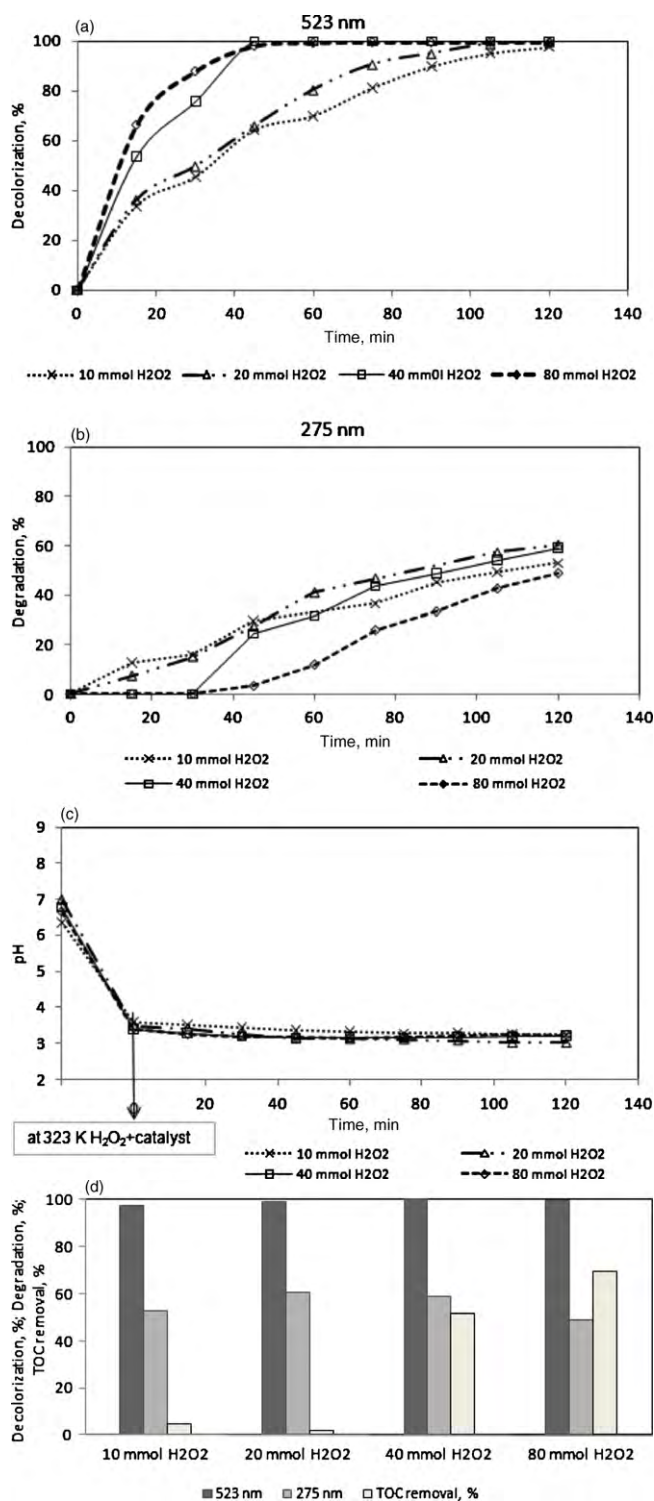 (a)
523 nm
100
80
60
40
20
0
Decolorization, %
0 20 40 60 80 100 120 140
Time, min
10 mmol H2O2 20 mmol H2O2 40 mm0l H2O2 80 mmol H2O2
(b)
275 nm
100
80
60
40
20
0
Degradation, %
0 20 40 60 80 100 120 140
Time, min
10 mmol H2O2 20 mmol H2O2
40 mmol H2O2 80 mmol H2O2
(c)
9
8
7
6
5
4
3
2
pH
0 20 40 60 80 100 120 140
at 323 K H₂O₂+catalyst
Time, min
10 mmol H2O2 20 mmol H2O2
40 mmol H2O2 80 mmol H2O2
(d)
100
80
60
40
20
0
Decolorization, %; Degradation, %;
TOC removal, %
10 mmol H2O2 20 mmol H2O2 40 mmol H2O2 80 mmol H2O2
523 nm 275 nm TOC removal, %